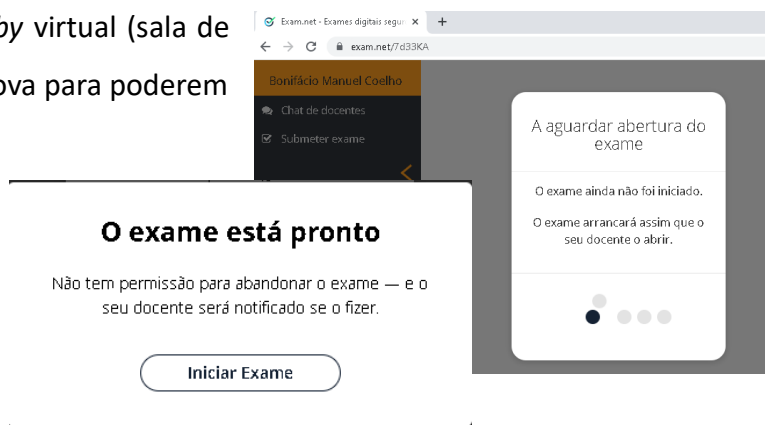 by virtual (sala de
ova para poderem
Exam.net - Exames digitais segur
exam.net/7d33KA
Bonifácio Manuel Coelho
Chat de docentes
Submeter exame
A aguardar abertura do
exame
O exame ainda não foi iniciado.
O exame arrancará assim que o
seu docente o abrir.
O exame está pronto
Não tem permissão para abandonar o exame — e o
seu docente será notificado se o fizer.
Iniciar Exame